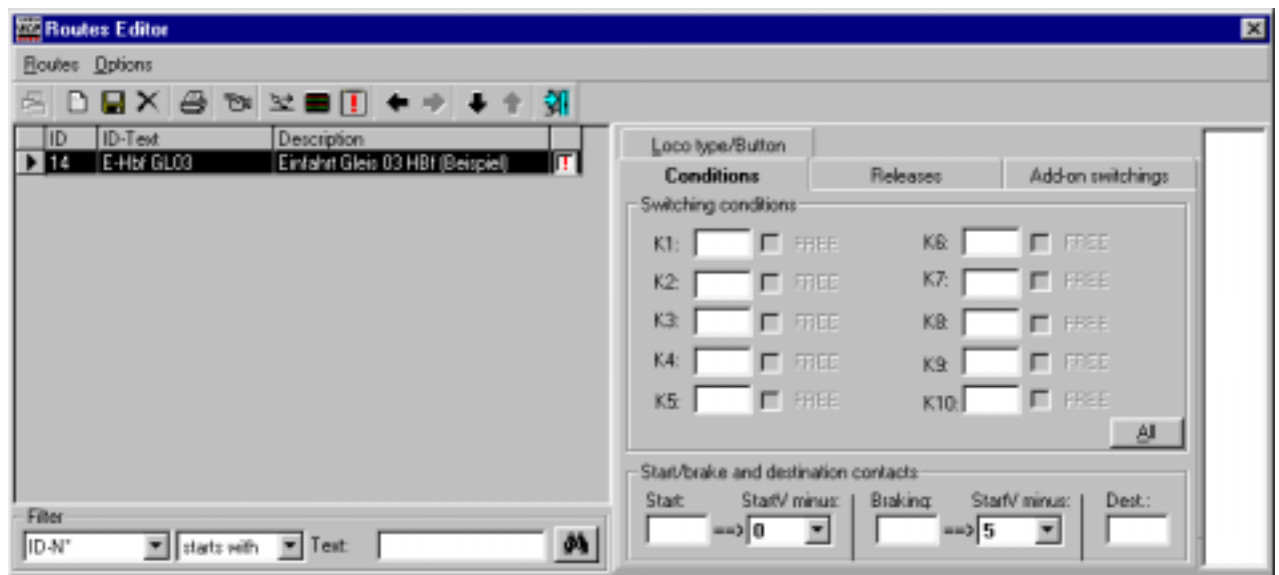 Routes Editor
Routes Options
ID ID-Text Description
14 E-Hbf GL03 Einfahrt Gleis 03 HBf (Beispiel) !
Filter
ID-N° starts with Text:
Loco type/Button
Conditions Releases Add-on switchings
Switching conditions
K1: FREE K6: FREE
K2: FREE K7: FREE
K3: FREE K8: FREE
K4: FREE K9: FREE
K5: FREE K10: FREE
All
Start/brake and destination contacts
Start: StartV minus: Braking: StartV minus: Dest.:
==> 0 ==> 5